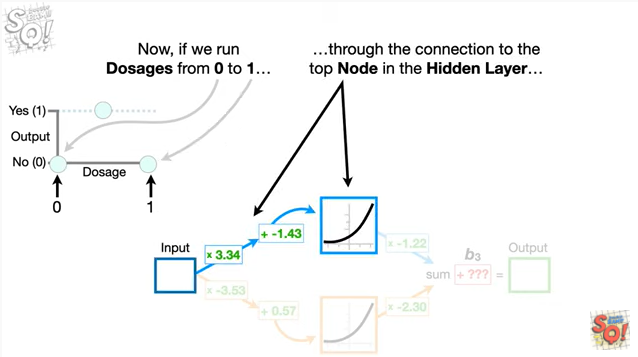 Now, if we run
Dosages from 0 to 1…
…through the connection to the
top Node in the Hidden Layer…
Yes (1)
Output
No (0)
Dosage
0
1
Input
x 3.34
+ -1.43
x -1.22
b3
Output
sum
+ ???
=
x -3.53
+ 0.57
x -2.30